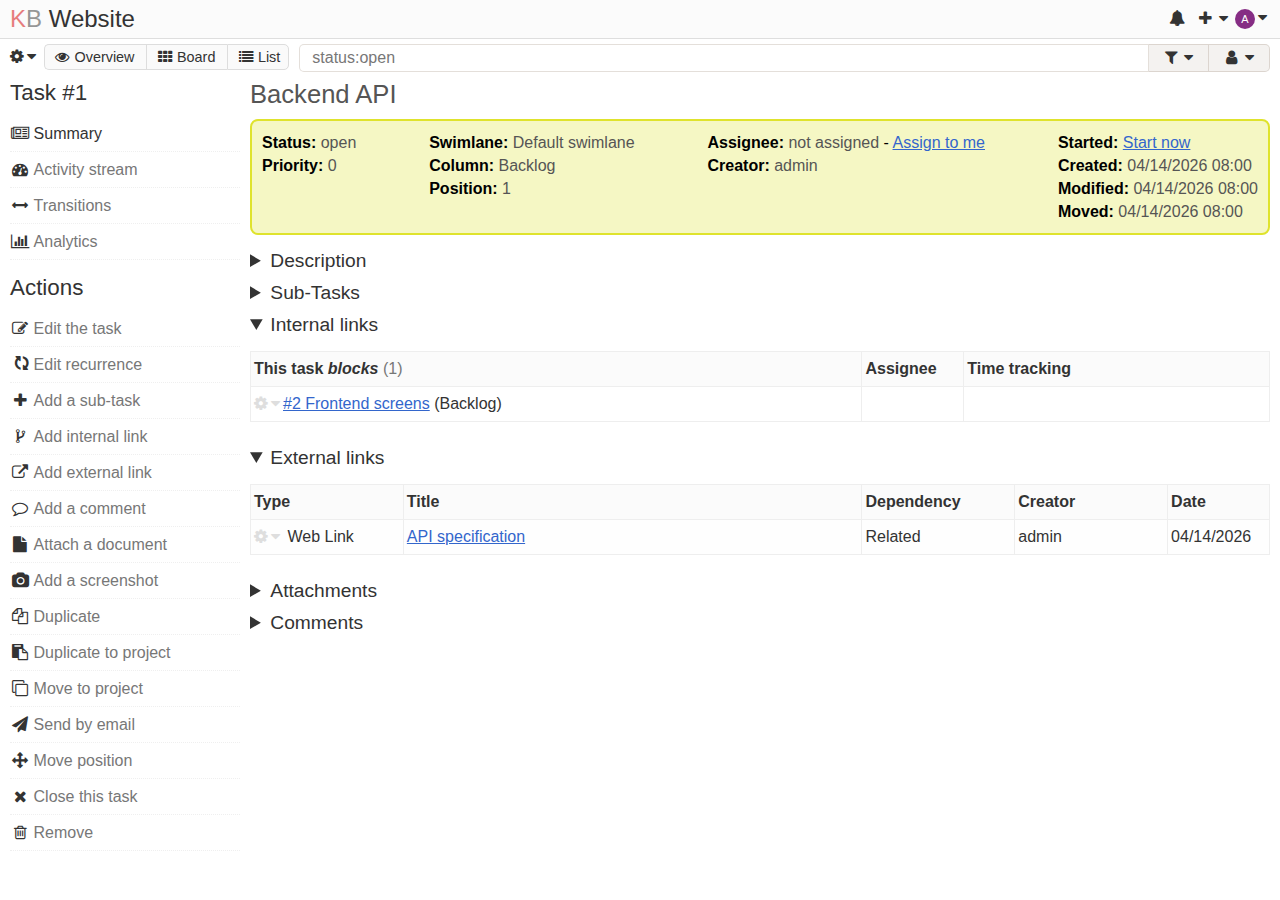 KB Website
A
Overview Board List status:open
Task #1
Summary
Activity stream
Transitions
Analytics
Actions
Edit the task
Edit recurrence
Add a sub-task
Add internal link
Add external link
Add a comment
Attach a document
Add a screenshot
Duplicate
Duplicate to project
Move to project
Send by email
Move position
Close this task
Remove
Backend API
Status: open
Priority: 0
Swimlane: Default swimlane
Column: Backlog
Position: 1
Assignee: not assigned - Assign to me
Creator: admin
Started: Start now
Created: 04/14/2026 08:00
Modified: 04/14/2026 08:00
Moved: 04/14/2026 08:00
Description
Sub-Tasks
Internal links
This task blocks (1) Assignee Time tracking
#2 Frontend screens (Backlog)
External links
Type Title Dependency Creator Date
Web Link API specification Related admin 04/14/2026
Attachments
Comments